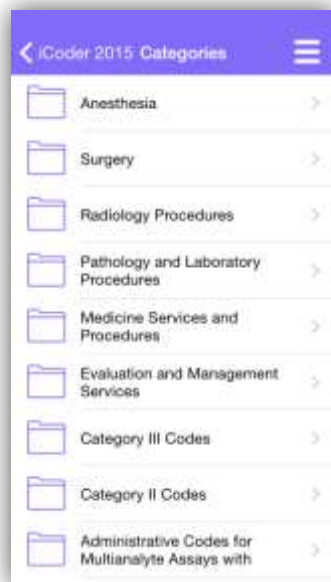 iCoder 2015 Categories
Anesthesia
Surgery
Radiology Procedures
Pathology and Laboratory
Procedures
Medicine Services and
Procedures
Evaluation and Management
Services
Category III Codes
Category II Codes
Administrative Codes for
Multianalyte Assays with